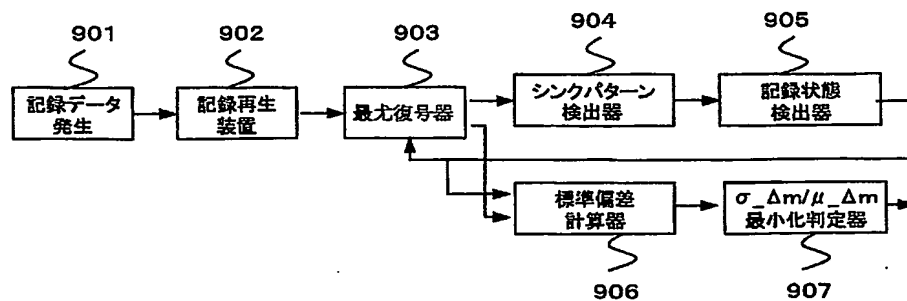 901
902
903
904
905
記録データ
発生
記録再生
装置
最尤復号器
シンクパターン
検出器
記録状態
検出器
標準偏差
計算器
σ_Δm/μ_Δm
最小化判定器
906
907